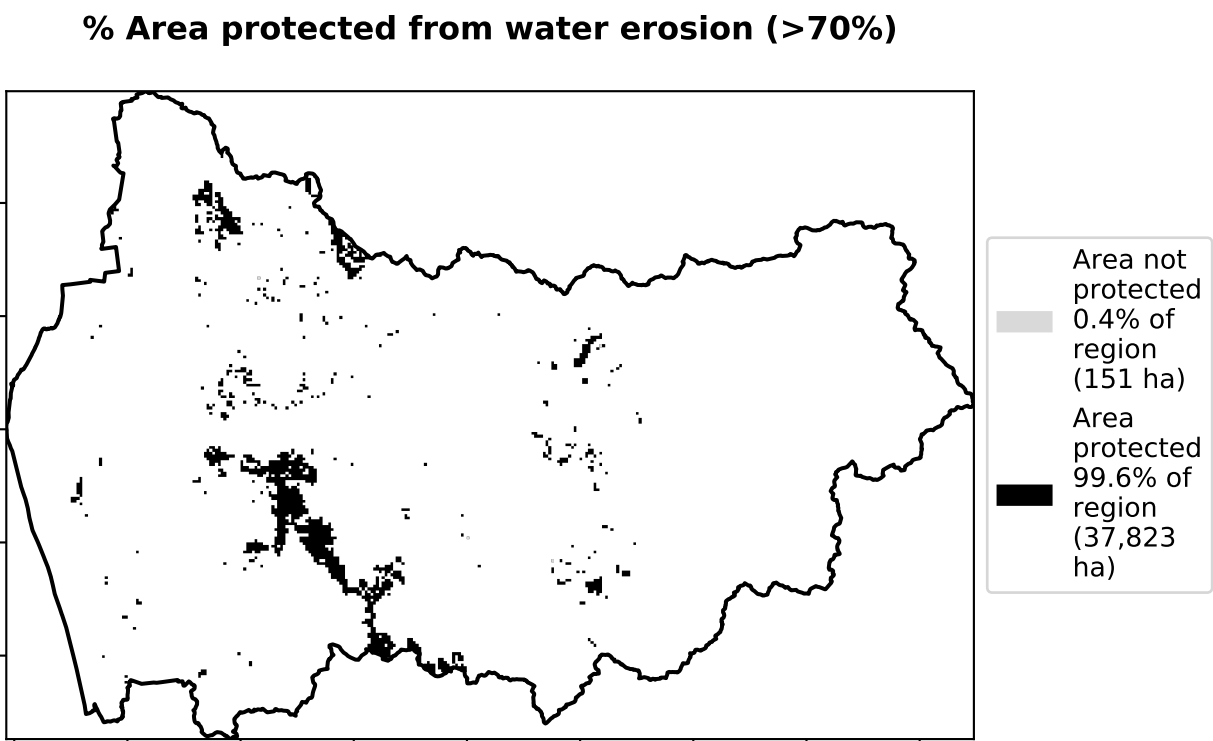 % Area protected from water erosion (>70%)
Area not
protected
0.4% of
region
(151 ha)
Area
protected
99.6% of
region
(37,823
ha)